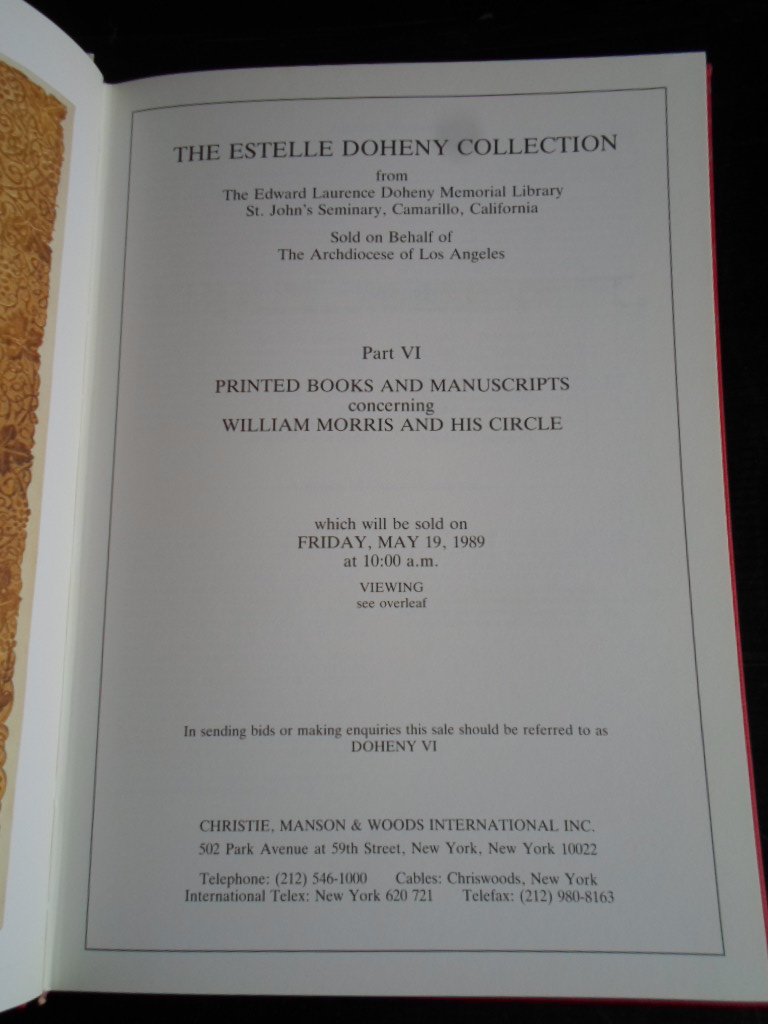 THE ESTELLE DOHENY COLLECTION
from
The Edward Laurence Doheny Memorial Library
St. John's Seminary, Camarillo, California
Sold on Behalf of
The Archdiocese of Los Angeles
Part VI
PRINTED BOOKS AND MANUSCRIPTS
concerning
WILLIAM MORRIS AND HIS CIRCLE
which will be sold on
FRIDAY, MAY 19, 1989
at 10:00 a.m.
VIEWING
see overleaf
In sending bids or making enquiries this sale should be referred to as
DOHENY VI
CHRISTIE, MANSON & WOODS INTERNATIONAL INC.
502 Park Avenue at 59th Street, New York, New York 10022
Telephone: (212) 546-1000 Cables: Chriswoods, New York
International Telex: New York 620 721 Telefax: (212) 980-8163